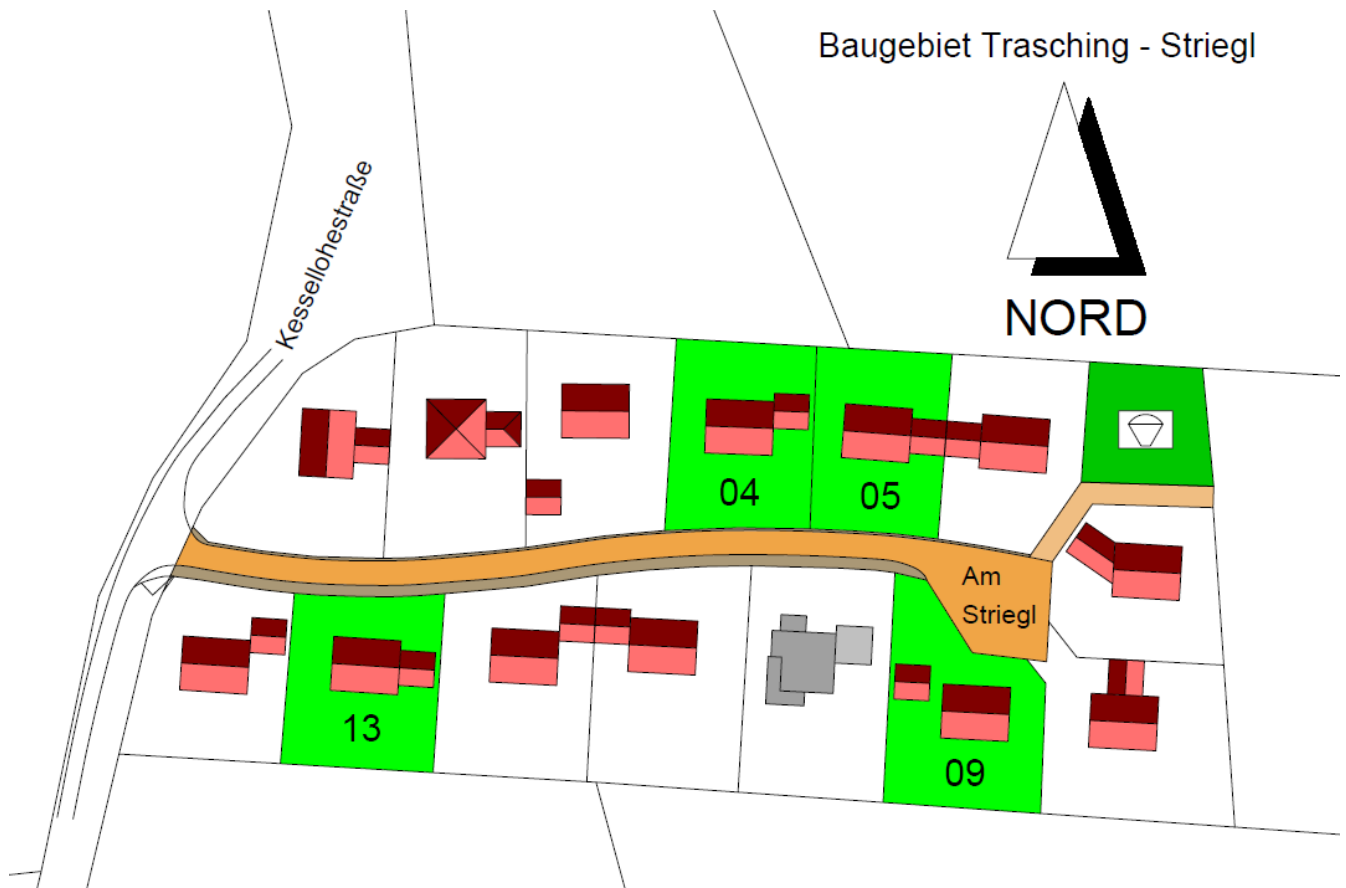 Baugebiet Trasching - Striegl
Kessellohestraße
NORD
04
05
Am
Striegl
13
09